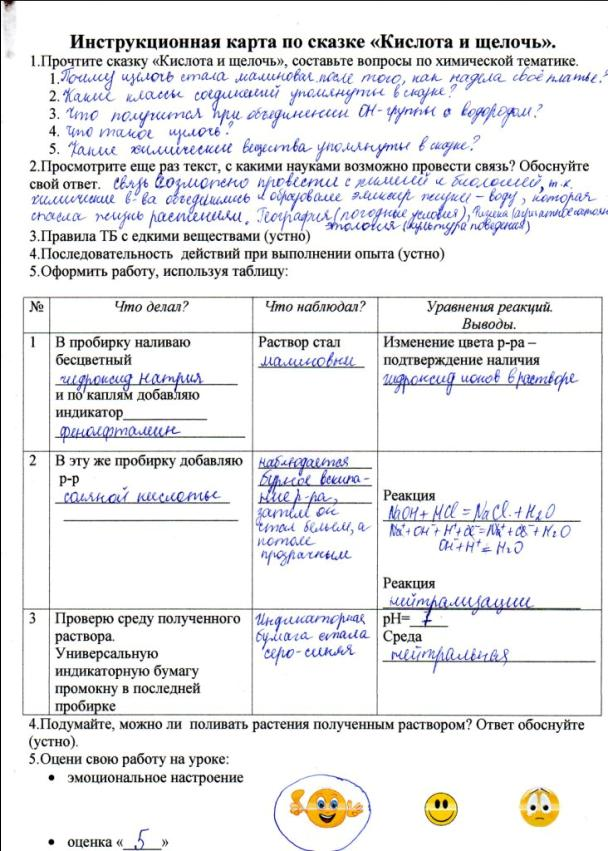 Инструкционная карта по сказке «Кислота и щелочь».
1.Прочтите сказку «Кислота и щелочь», составьте вопросы по химической тематике.
1. Почему щелочь стала малиновая после того, как надела своё платье?
2. Какие классы соединений упомянуты в сказке?
3. Что получится при объединении OH-группы с водородом?
4. Что такое щелочь?
5. Какие химические вещества упомянуты в сказке?
2.Просмотрите еще раз текст, с какими науками возможно провести связь? Обоснуйте
свой ответ. связь возможно провести с химией и биологией, т.к.
химические в-ва объединились и образовали эликсир жизни - воду, которая
спасла жизнь растениям. География (погодные условия), Физика (агрегатное
этология (культура поведения)
3.Правила ТБ с едкими веществами (устно)
4.Последовательность действий при выполнении опыта (устно)
5.Оформить работу, используя таблицу:
№ Что делал? Что наблюдал? Уравнения реакций.
Выводы.
1 В пробирку наливаю Раствор стал Изменение цвета р-ра –
бесцветный малиновым подтверждение наличия
гидроксид натрия гидроксид ионов в растворе
и по каплям добавляю
индикатор
фенолфталеин
2 В эту же пробирку добавляю наблюдается
р-р бурное вскипа-
соляной кислоты ние р-ра,
затем он
стал белым, а
потом
прозрачным
Реакция
NaOH + HCl = NaCl + H2O
Na⁺ + OH⁻ + H⁺ + Cl⁻ = Na⁺ + Cl⁻ + H2O
OH⁻ + H⁺ = H2O
Реакция
нейтрализации
3 Проверю среду полученного Индикаторная pH= 7
раствора. бумага стала Среда
Универсальную серо-синяя нейтральная
индикаторную бумагу
промокну в последней
пробирке
4.Подумайте, можно ли поливать растения полученным раствором? Ответ обоснуйте
(устно).
5.Оцени свою работу на уроке:
• эмоциональное настроение
• оценка « 5 »